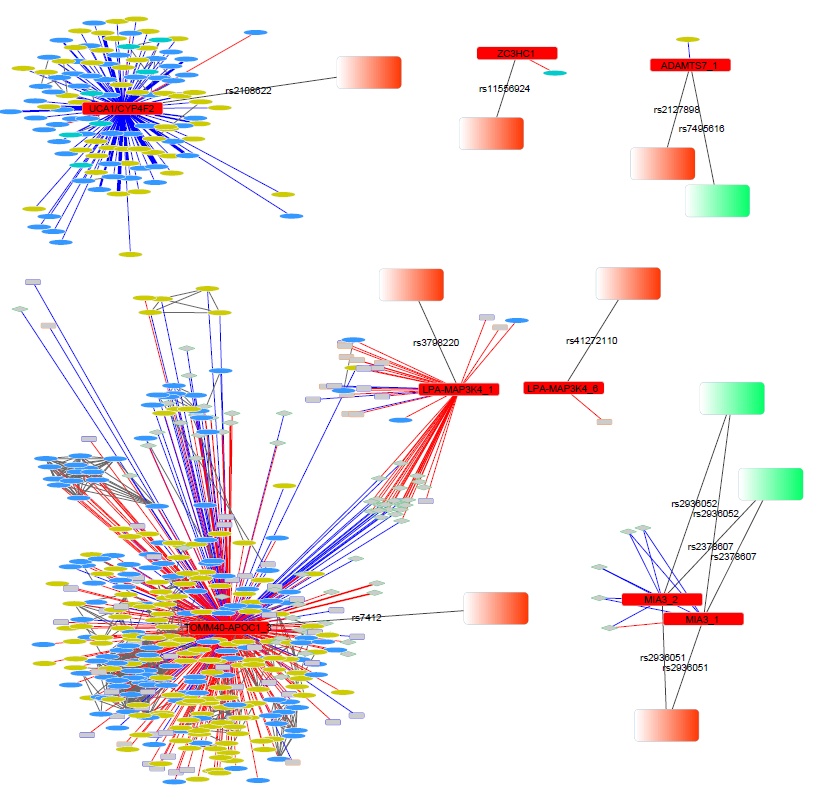 ZC3HC1
ADAMTS7_1
rs2108622
rs11556924
UCA1/CYP4F2
rs2127898
rs7495616
rs3798220
rs41272110
LPA-MAP3K4_1
LPA-MAP3K4_6
rs2936052
rs2936052
rs2378607
rs2378607
MIA3_2
MIA3_1
rs7412
TOMM40-APOC1_3
rs2936051
rs2936051